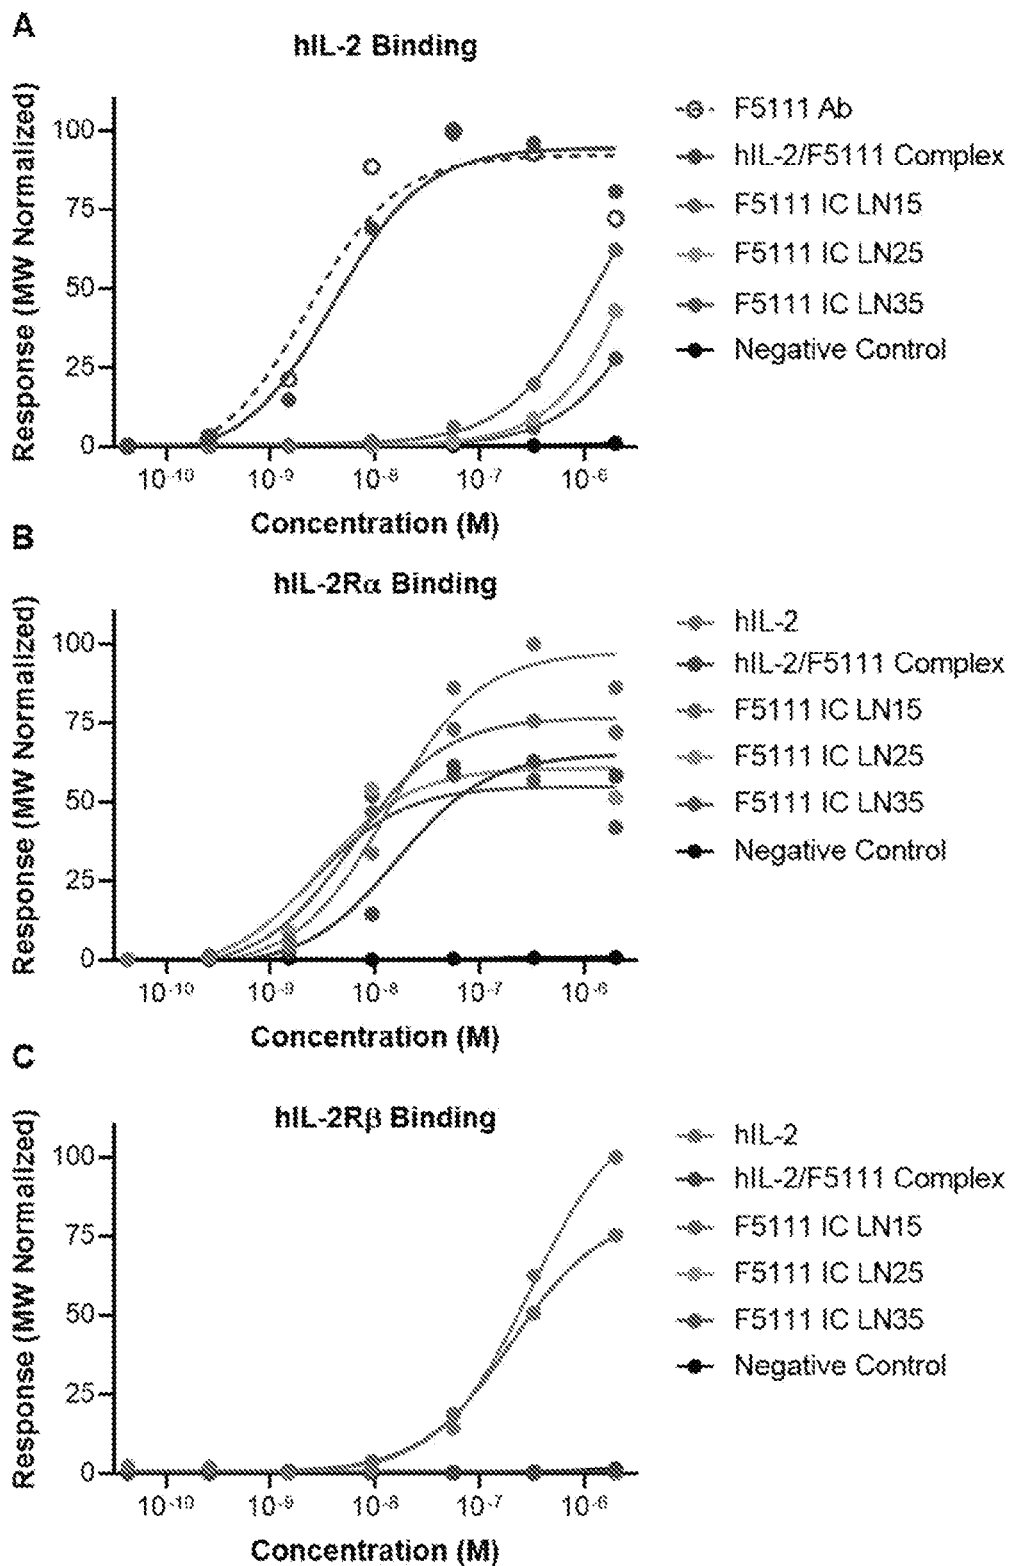 A
hIL-2 Binding
Response (MW Normalized)
100
75
50
25
0
10-10
10-9
10-8
10-7
10-6
Concentration (M)
F5111 Ab
hIL-2/F5111 Complex
F5111 IC LN15
F5111 IC LN25
F5111 IC LN35
Negative Control
B
hIL-2Rα Binding
Response (MW Normalized)
100
75
50
25
0
10-10
10-9
10-8
10-7
10-6
Concentration (M)
hIL-2
hIL-2/F5111 Complex
F5111 IC LN15
F5111 IC LN25
F5111 IC LN35
Negative Control
C
hIL-2Rβ Binding
Response (MW Normalized)
100
75
50
25
0
10-10
10-9
10-8
10-7
10-6
Concentration (M)
hIL-2
hIL-2/F5111 Complex
F5111 IC LN15
F5111 IC LN25
F5111 IC LN35
Negative Control